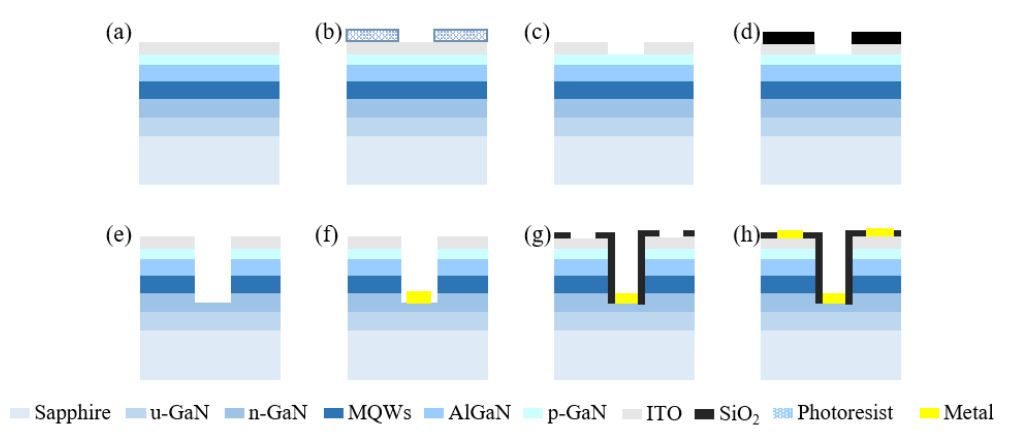 (a) (b) (c) (d)
(e) (f) (g) (h)
Sapphire u-GaN n-GaN MQWs AlGaN p-GaN ITO SiO₂ Photoresist Metal